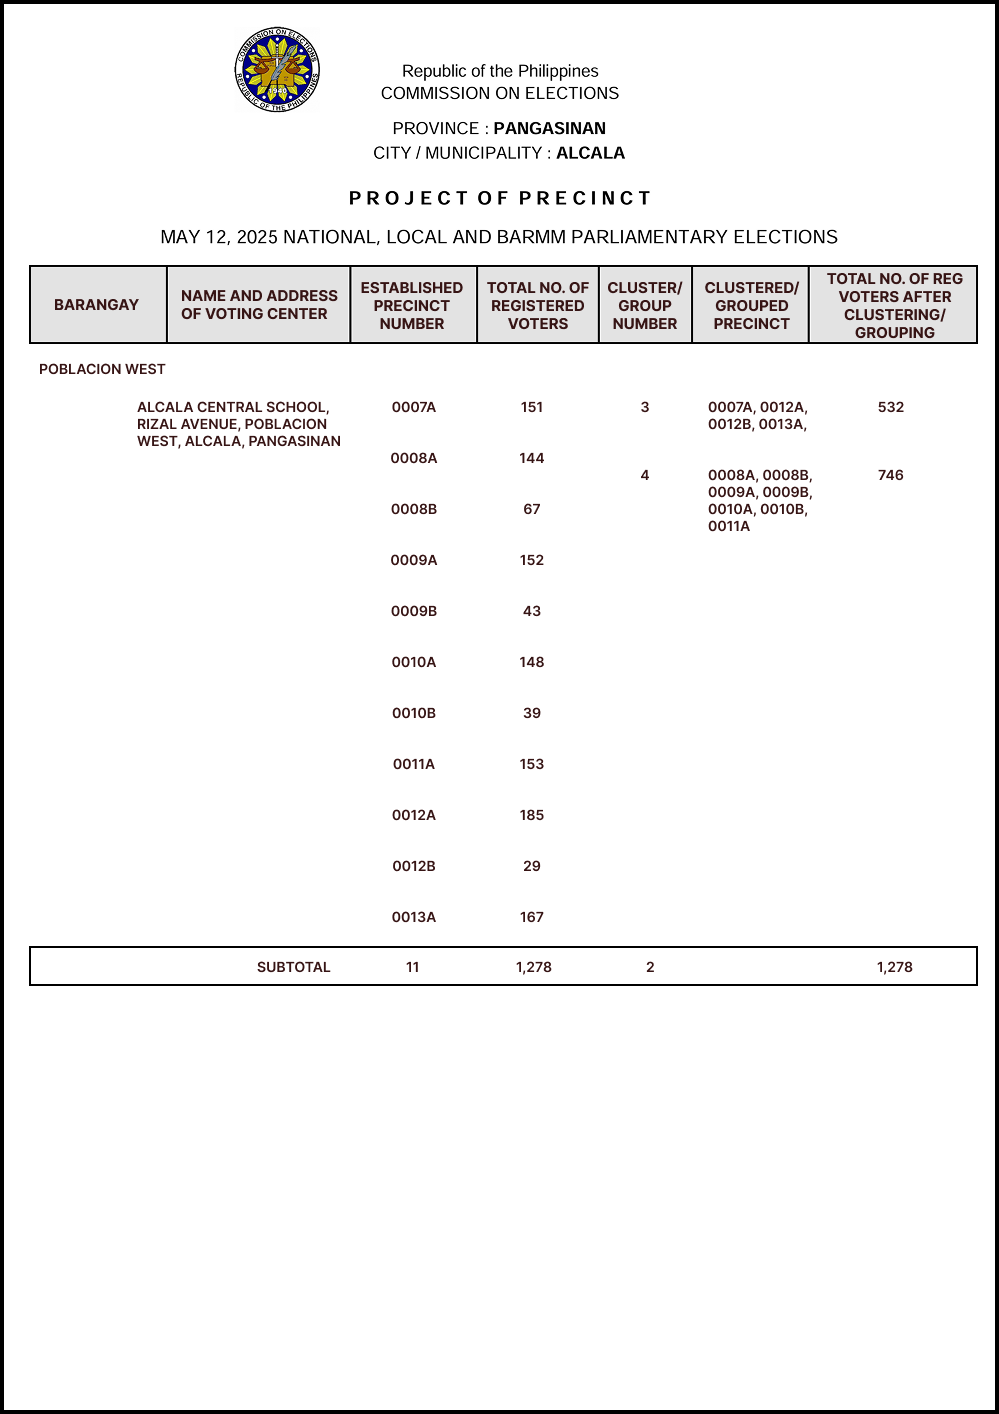 COMMISSION ON ELECTIONS
1940
REPUBLIC OF THE PHILIPPINES
Republic of the Philippines
COMMISSION ON ELECTIONS
PROVINCE : PANGASINAN
CITY / MUNICIPALITY : ALCALA
PROJECT OF PRECINCT
MAY 12, 2025 NATIONAL, LOCAL AND BARMM PARLIAMENTARY ELECTIONS
BARANGAY
NAME AND ADDRESS
OF VOTING CENTER
ESTABLISHED
PRECINCT
NUMBER
TOTAL NO. OF
REGISTERED
VOTERS
CLUSTER/
GROUP
NUMBER
CLUSTERED/
GROUPED
PRECINCT
TOTAL NO. OF REG
VOTERS AFTER
CLUSTERING/
GROUPING
POBLACION WEST
ALCALA CENTRAL SCHOOL,
RIZAL AVENUE, POBLACION
WEST, ALCALA, PANGASINAN
0007A 151
0008A 144
0008B 67
0009A 152
0009B 43
0010A 148
0010B 39
0011A 153
0012A 185
0012B 29
0013A 167
3
0007A, 0012A,
0012B, 0013A,
532
4
0008A, 0008B,
0009A, 0009B,
0010A, 0010B,
0011A
746
SUBTOTAL 11 1,278 2 1,278